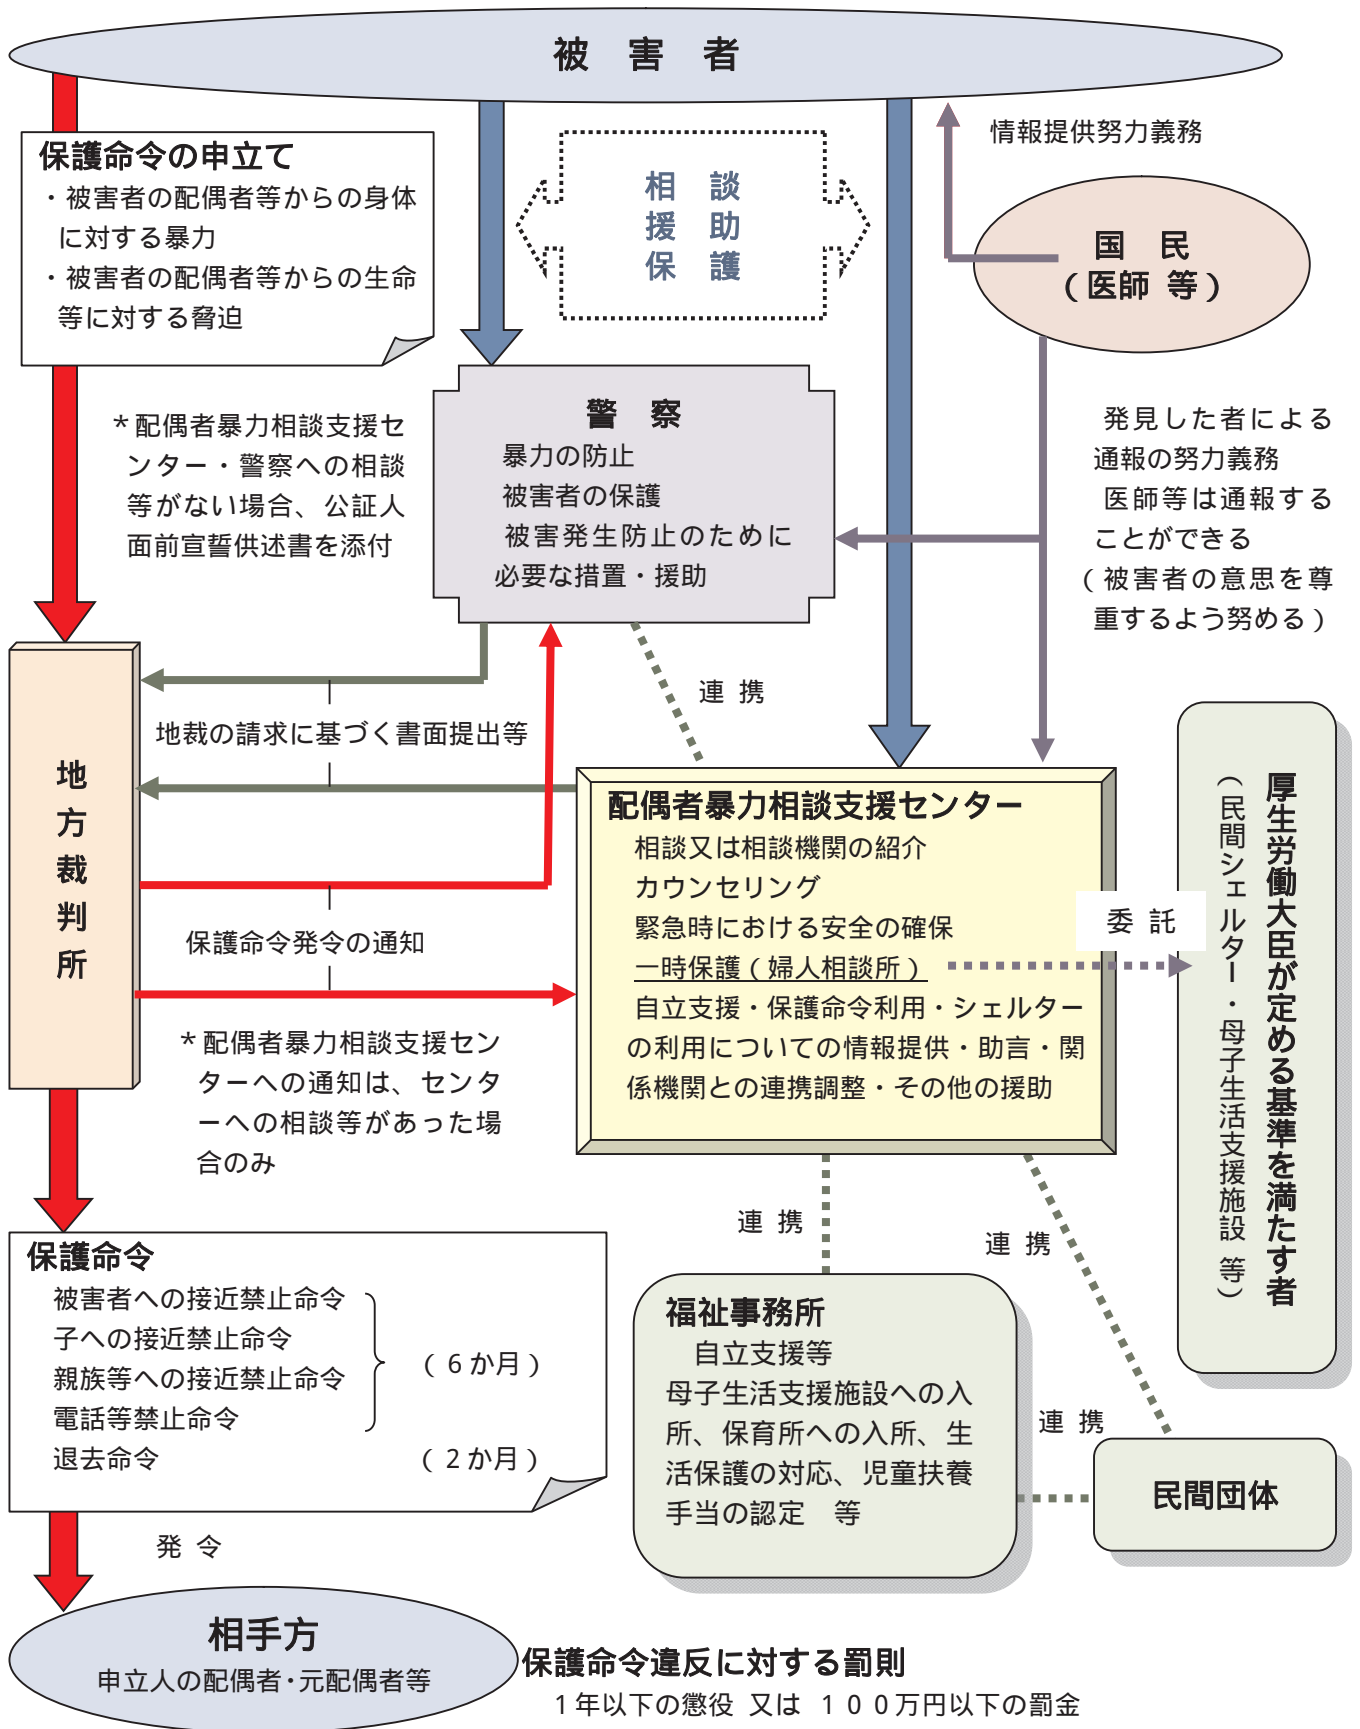 被 害 者
情報提供努力義務
保護命令の申立て
・被害者の配偶者等からの身体
に対する暴力
・被害者の配偶者等からの生命
等に対する脅迫
相 談
援 助
保 護
国 民
(医師 等)
警 察
暴力の防止
被害者の保護
被害発生防止のために
必要な措置・援助
*配偶者暴力相談支援セ
ンター・警察への相談
等がない場合、公証人
面前宣誓供述書を添付
発見した者による
通報の努力義務
医師等は通報する
ことができる
(被害者の意思を尊
重するよう努める)
連 携
地裁の請求に基づく書面提出等
地方裁判所
配偶者暴力相談支援センター
相談又は相談機関の紹介
カウンセリング
緊急時における安全の確保
一時保護(婦人相談所)
自立支援・保護命令利用・シェルター
の利用についての情報提供・助言・関
係機関との連携調整・その他の援助
委 託
厚生労働大臣が定める基準を満たす者
(民間シェルター・母子生活支援施設 等)
保護命令発令の通知
*配偶者暴力相談支援セン
ターへの通知は、センタ
ーへの相談等があった場
合のみ
連 携
連 携
保護命令
被害者への接近禁止命令
子への接近禁止命令
親族等への接近禁止命令
電話等禁止命令
(6か月)
退去命令
(2か月)
福祉事務所
自立支援等
母子生活支援施設への入
所、保育所への入所、生
活保護の対応、児童扶養
手当の認定 等
連 携
民間団体
発 令
相手方
申立人の配偶者・元配偶者等
保護命令違反に対する罰則
1年以下の懲役 又は 100万円以下の罰金